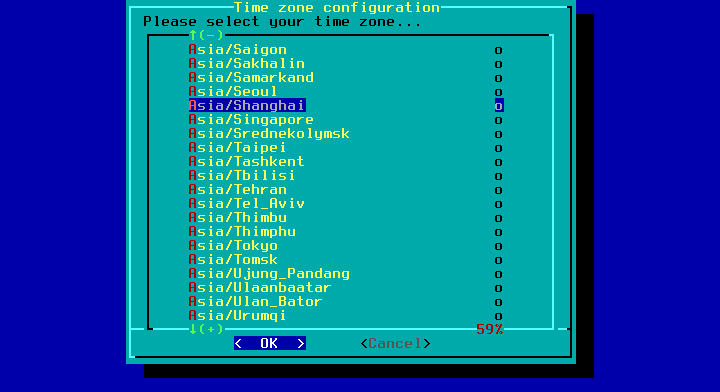 Time zone configuration
Please select your time zone...
↑(-)
Asia/Saigon o
Asia/Sakhalin o
Asia/Samarkand o
Asia/Seoul o
Asia/Shanghai o
Asia/Singapore o
Asia/Srednekolymsk o
Asia/Taipei o
Asia/Tashkent o
Asia/Tbilisi o
Asia/Tehran o
Asia/Tel_Aviv o
Asia/Thimbu o
Asia/Thimphu o
Asia/Tokyo o
Asia/Tomsk o
Asia/Ujung_Pandang o
Asia/Ulaanbaatar o
Asia/Ulan_Bator o
Asia/Urumqi o
↓(+) 59%
< OK > <Cancel>